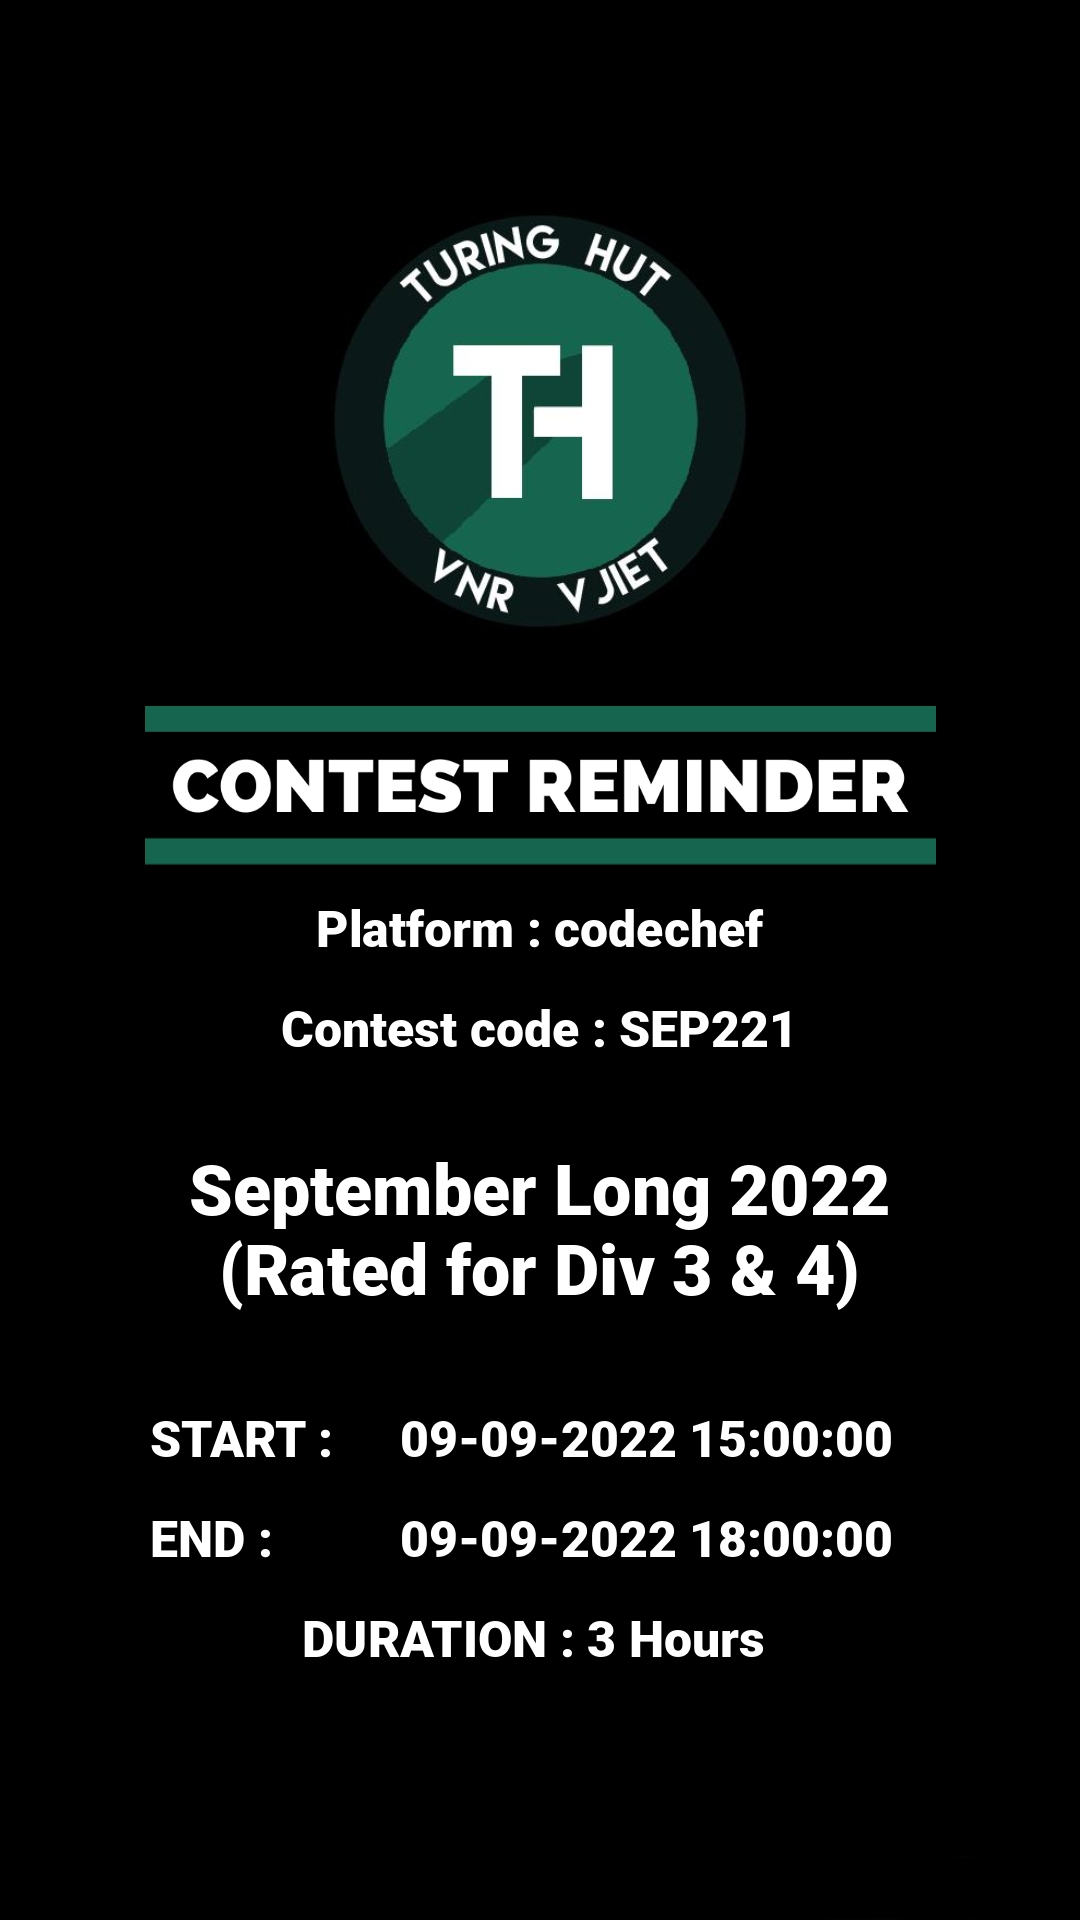 TURING HUT
TH
VNR VJIET
CONTEST REMINDER
Platform : codechef
Contest code : SEP221
September Long 2022
(Rated for Div 3 & 4)
START : 09-09-2022 15:00:00
END : 09-09-2022 18:00:00
DURATION : 3 Hours